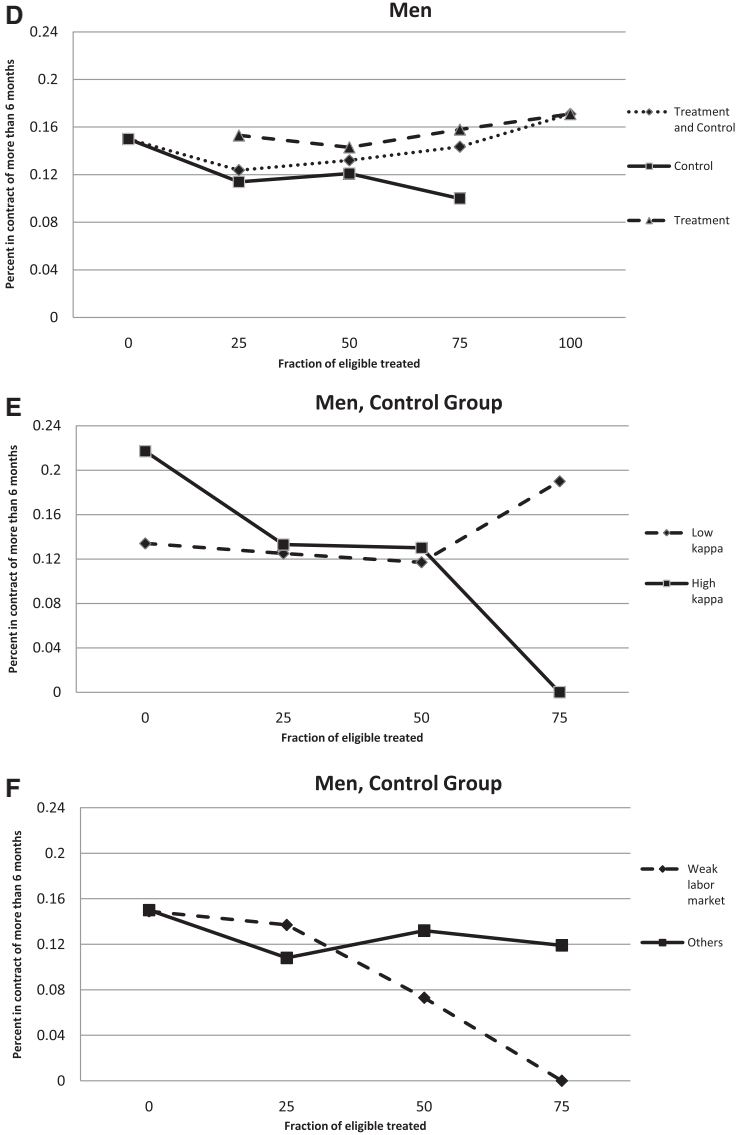 D
Men
Percent in contract of more than 6 months
0.24
0.2
0.16
0.12
0.08
0.04
0
0
25
50
75
100
Fraction of eligible treated
Treatment
and Control
Control
Treatment
E
Men, Control Group
Percent in contract of more than 6 months
0.24
0.2
0.16
0.12
0.08
0.04
0
0
25
50
75
Fraction of eligible treated
Low
kappa
High
kappa
F
Men, Control Group
Percent in contract of more than 6 months
0.24
0.2
0.16
0.12
0.08
0.04
0
0
25
50
75
Fraction of eligible treated
Weak
labor
market
Others